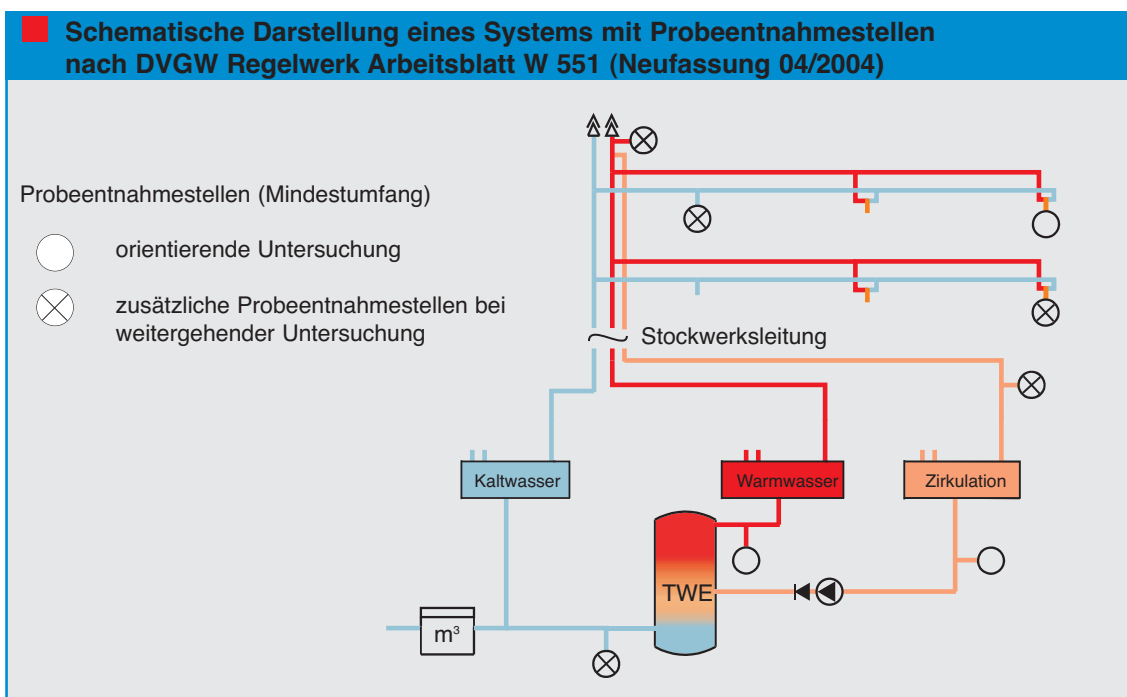 Schematische Darstellung eines Systems mit Probeentnahmestellen
nach DVGW Regelwerk Arbeitsblatt W 551 (Neufassung 04/2004)
Probeentnahmestellen (Mindestumfang)
orientierende Untersuchung
zusätzliche Probeentnahmestellen bei
weitergehender Untersuchung
Stockwerksleitung
Kaltwasser
Warmwasser
Zirkulation
TWE
m³